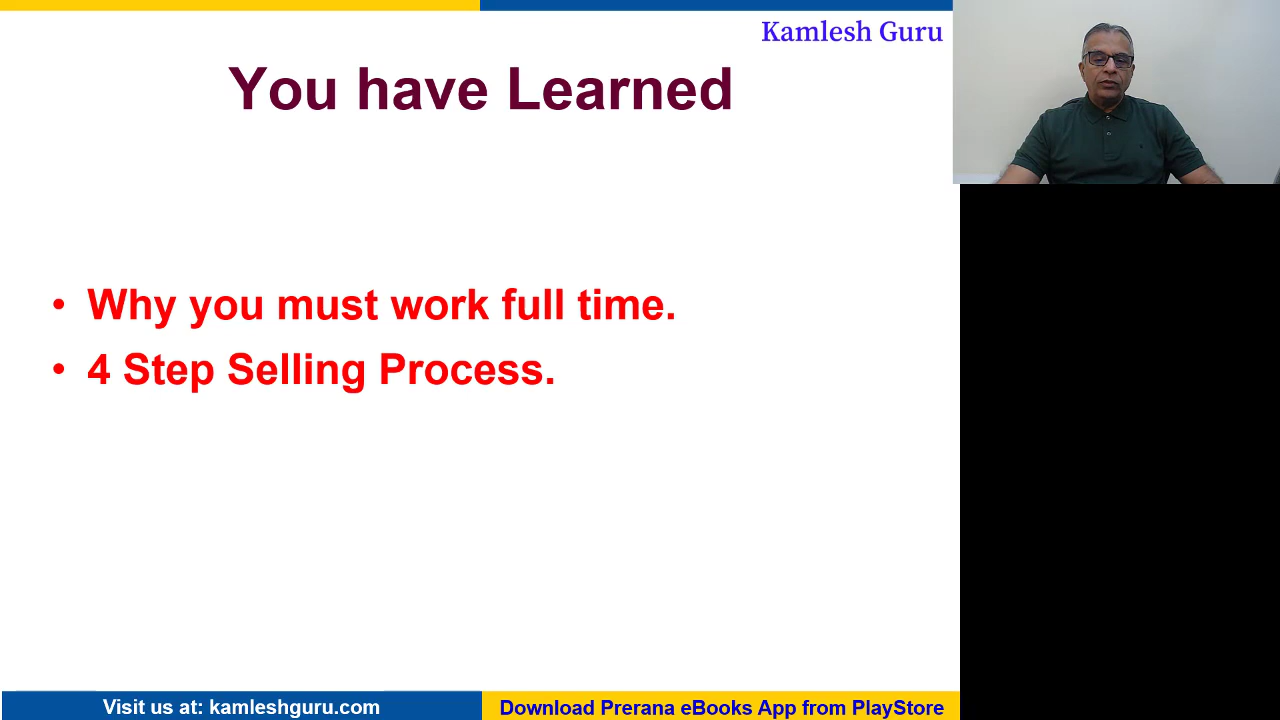 Kamlesh Guru
You have Learned
• Why you must work full time.
• 4 Step Selling Process.
Visit us at: kamleshguru.com
Download Prerana eBooks App from PlayStore